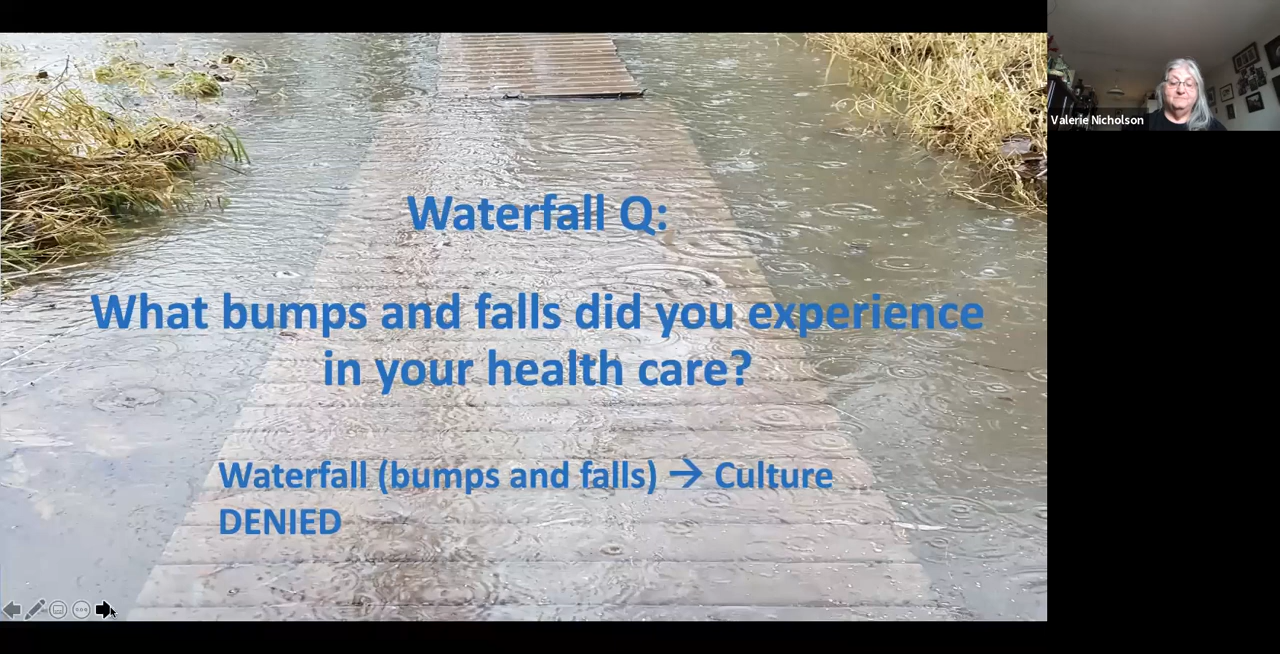 Waterfall Q:
What bumps and falls did you experience
in your health care?
Waterfall (bumps and falls) → Culture
DENIED
Valerie Nicholson